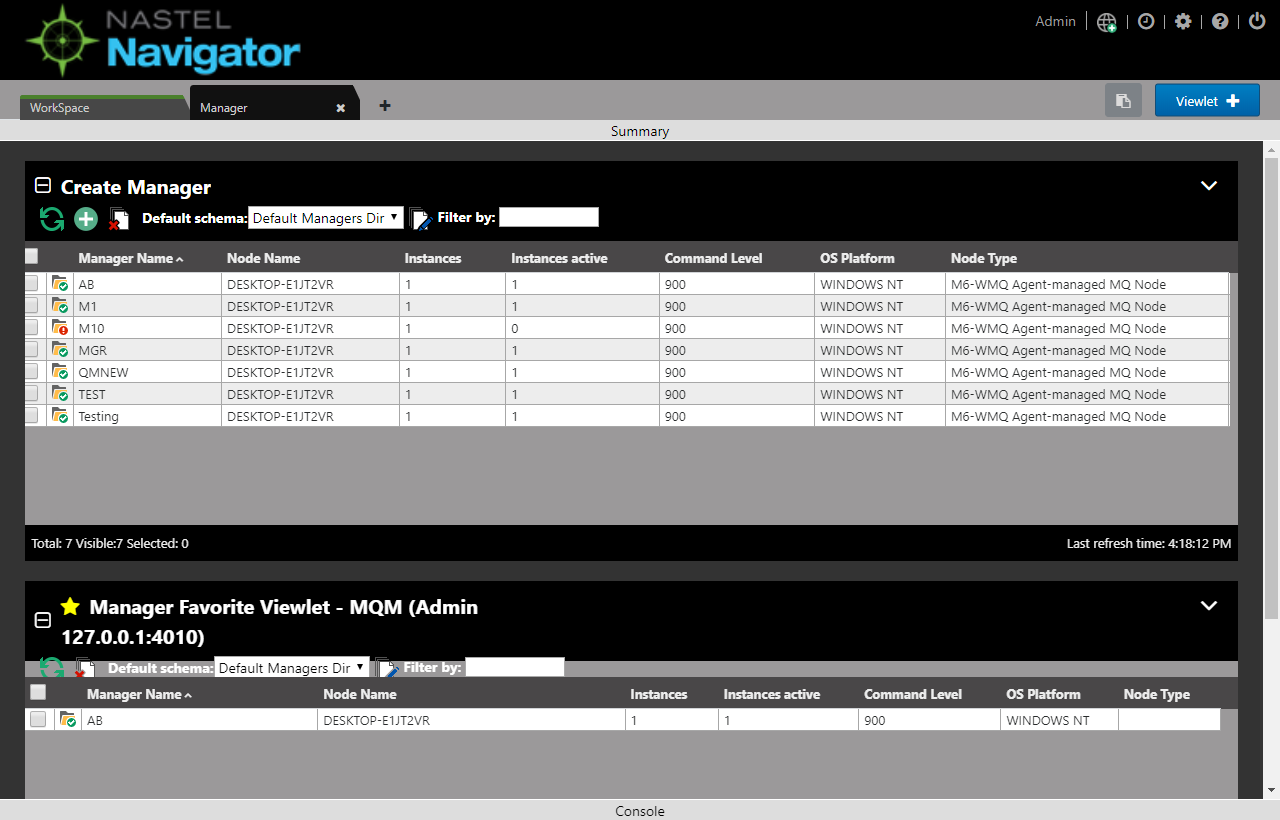 NASTEL
Navigator
Admin
WorkSpace
Manager
Viewlet
Summary
Create Manager
Default schema: Default Managers Dir Filter by:
Manager Name Node Name Instances Instances active Command Level OS Platform Node Type
AB DESKTOP-E1JT2VR 1 1 900 WINDOWS NT M6-WMQ Agent-managed MQ Node
M1 DESKTOP-E1JT2VR 1 1 900 WINDOWS NT M6-WMQ Agent-managed MQ Node
M10 DESKTOP-E1JT2VR 1 0 900 WINDOWS NT M6-WMQ Agent-managed MQ Node
MGR DESKTOP-E1JT2VR 1 1 900 WINDOWS NT M6-WMQ Agent-managed MQ Node
QMNEW DESKTOP-E1JT2VR 1 1 900 WINDOWS NT M6-WMQ Agent-managed MQ Node
TEST DESKTOP-E1JT2VR 1 1 900 WINDOWS NT M6-WMQ Agent-managed MQ Node
Testing DESKTOP-E1JT2VR 1 1 900 WINDOWS NT M6-WMQ Agent-managed MQ Node
Total: 7 Visible:7 Selected: 0 Last refresh time: 4:18:12 PM
Manager Favorite Viewlet - MQM (Admin
127.0.0.1:4010)
Default schema: Default Managers Dir Filter by:
Manager Name Node Name Instances Instances active Command Level OS Platform Node Type
AB DESKTOP-E1JT2VR 1 1 900 WINDOWS NT
Console